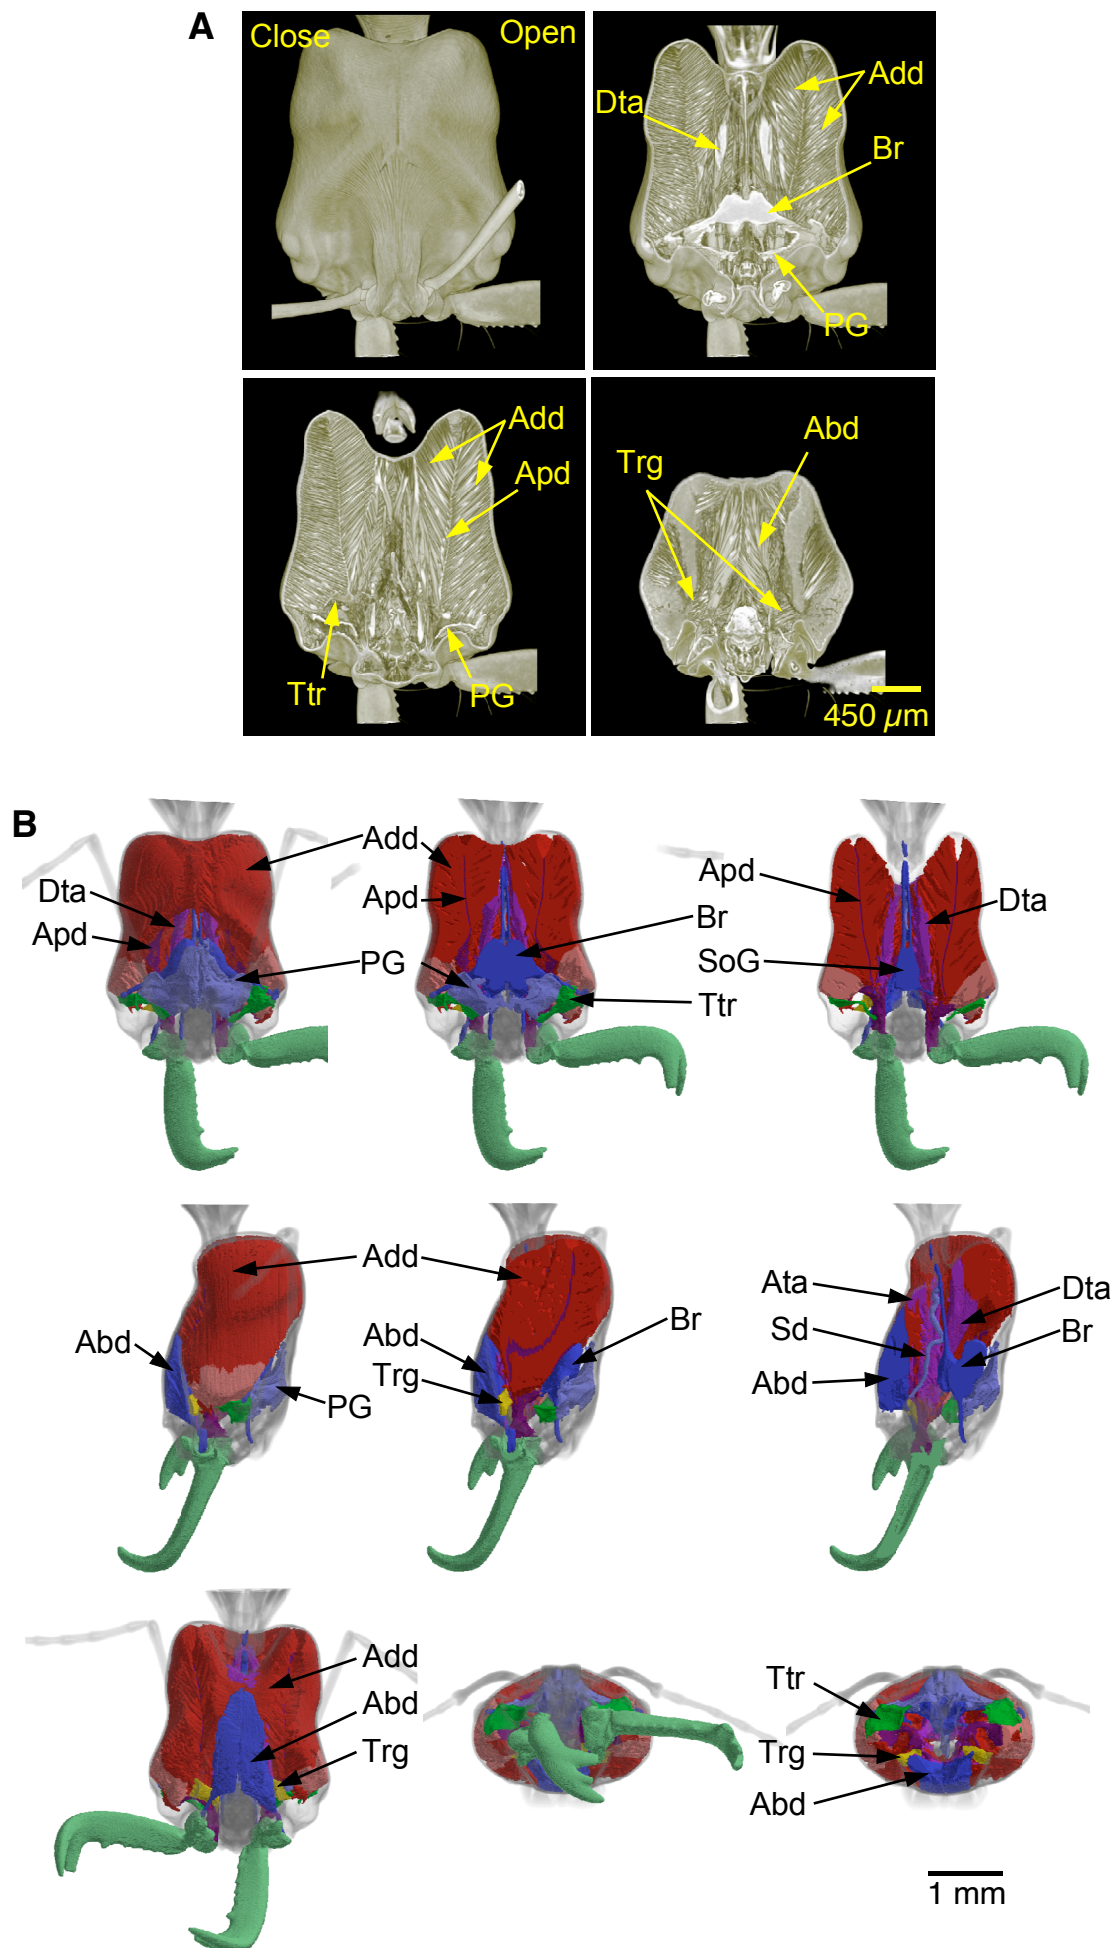 A
Close
Open
Dta
Add
Br
PG
Add
Apd
Ttr
PG
Trg
Abd
450 µm
B
Dta
Apd
Add
Apd
PG
Br
Ttr
Apd
SoG
Dta
Abd
Add
PG
Abd
Trg
Br
Ata
Sd
Abd
Dta
Br
Add
Abd
Trg
Ttr
Trg
Abd
1 mm